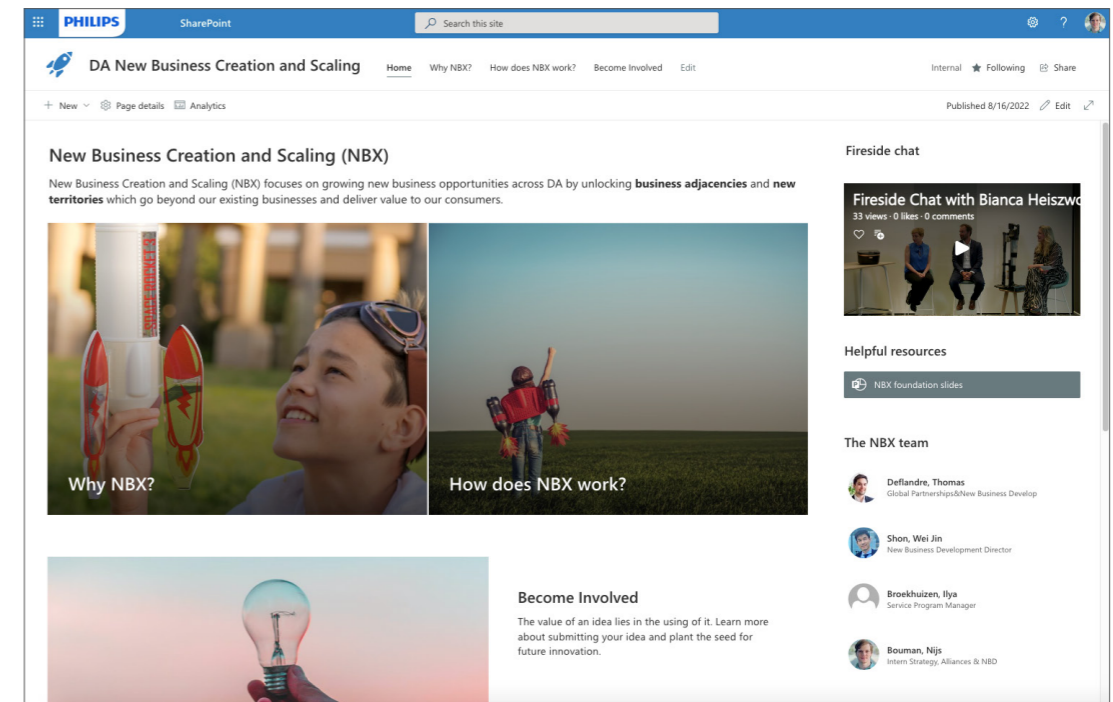 PHILIPS
SharePoint
Search this site
?
DA New Business Creation and Scaling
Home
Why NBX?
How does NBX work?
Become Involved
Edit
Internal
Following
Share
New
Page details
Analytics
Published 8/16/2022
Edit
New Business Creation and Scaling (NBX)
New Business Creation and Scaling (NBX) focuses on growing new business opportunities across DA by unlocking business adjacencies and new
territories which go beyond our existing businesses and deliver value to our consumers.
SPACE ROCKET 3
Why NBX?
How does NBX work?
Become Involved
The value of an idea lies in the using of it. Learn more
about submitting your idea and plant the seed for
future innovation.
Fireside chat
Fireside Chat with Bianca Heiszwo
33 views · 0 likes · 0 comments
Helpful resources
NBX foundation slides
The NBX team
Deflandre, Thomas
Global Partnerships&New Business Develop
Shon, Wei Jin
New Business Development Director
Broekhuizen, Ilya
Service Program Manager
Bouman, Nijs
Intern Strategy, Alliances & NBD